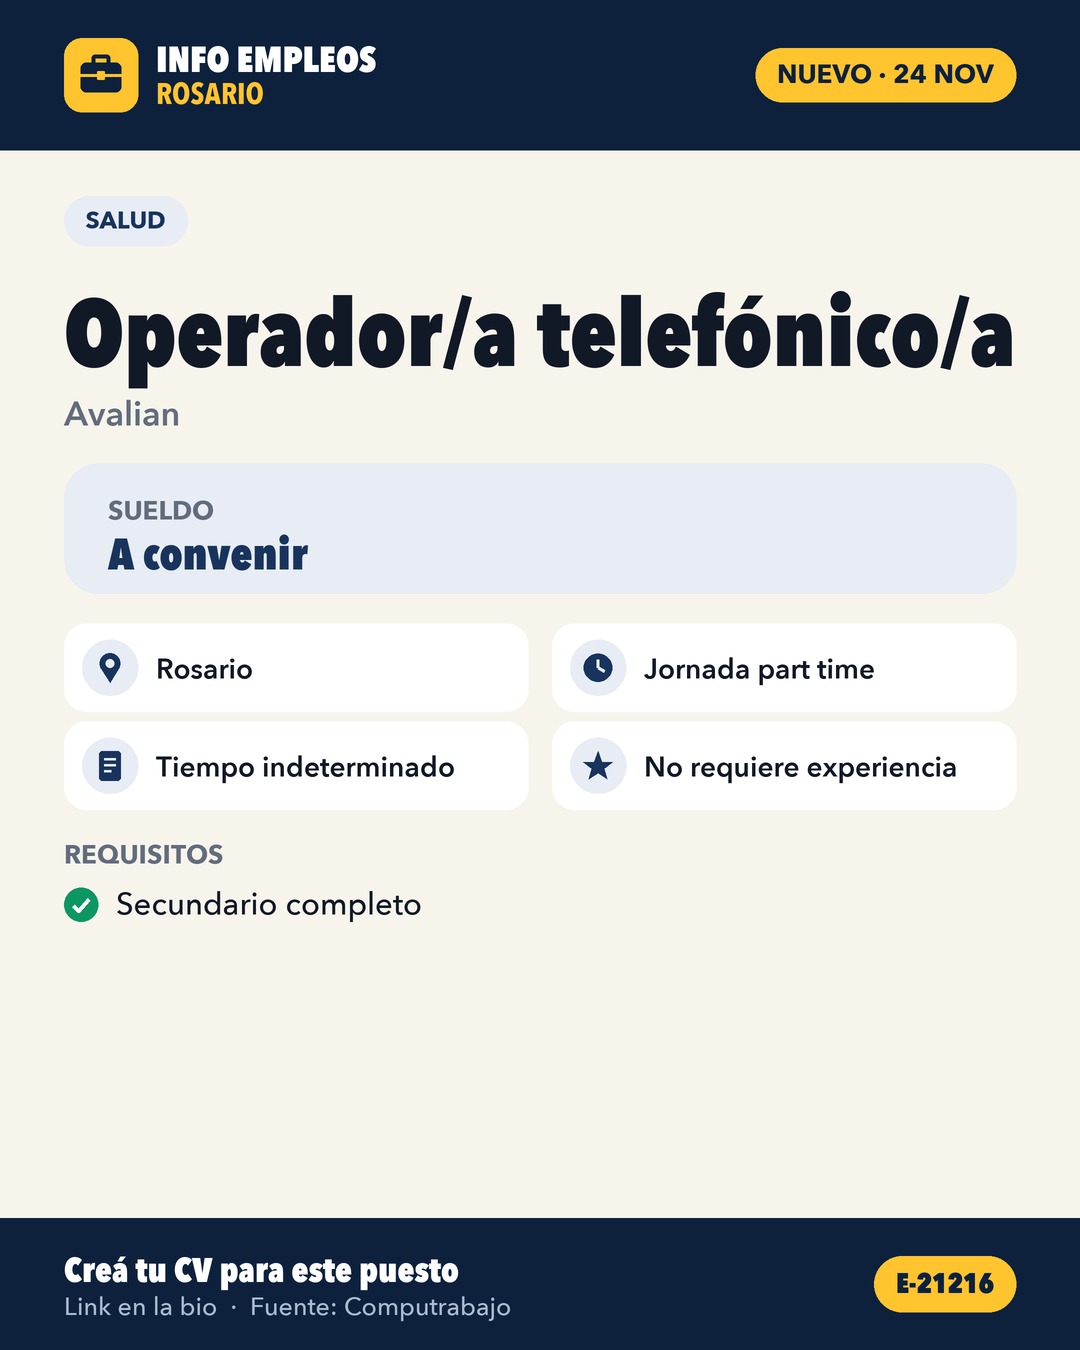 INFO EMPLEOS
ROSARIO
NUEVO · 24 NOV
SALUD
Operador/a telefónico/a
Avalian
SUELDO
A convenir
Rosario
Jornada part time
Tiempo indeterminado
No requiere experiencia
REQUISITOS
Secundario completo
Creá tu CV para este puesto
Link en la bio · Fuente: Computrabajo
E-21216